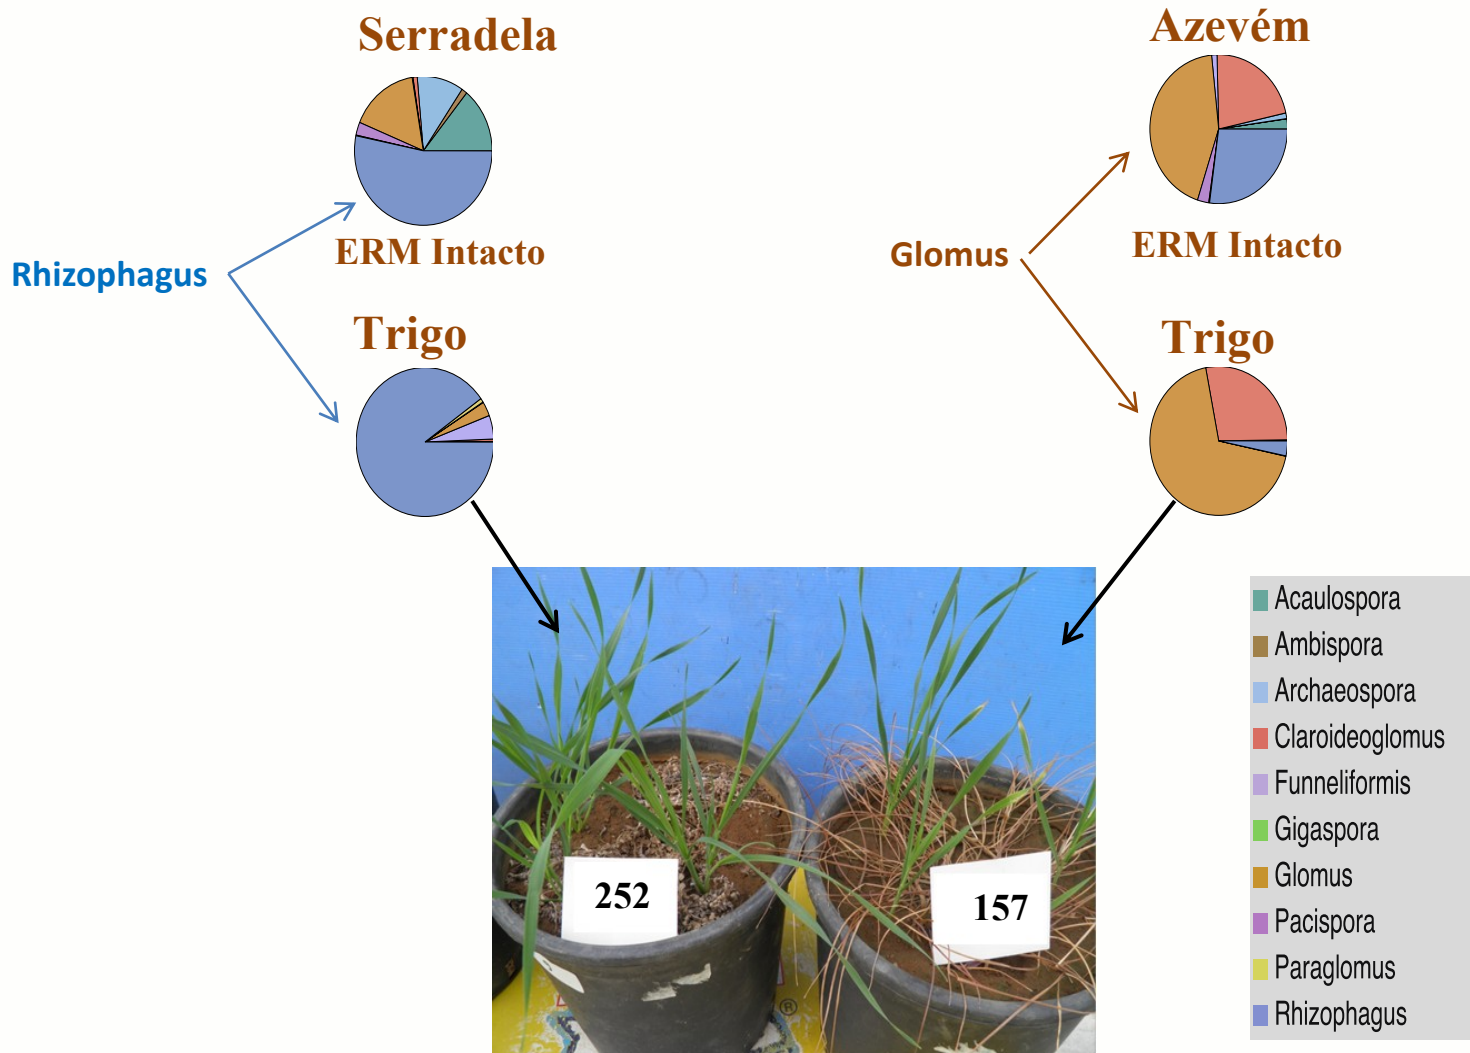 Serradela
ERM Intacto
Rhizophagus
Trigo
Azevém
ERM Intacto
Glomus
Trigo
252
157
®
Acaulospora
Ambispora
Archaeospora
Claroideoglomus
Funneliformis
Gigaspora
Glomus
Pacispora
Paraglomus
Rhizophagus